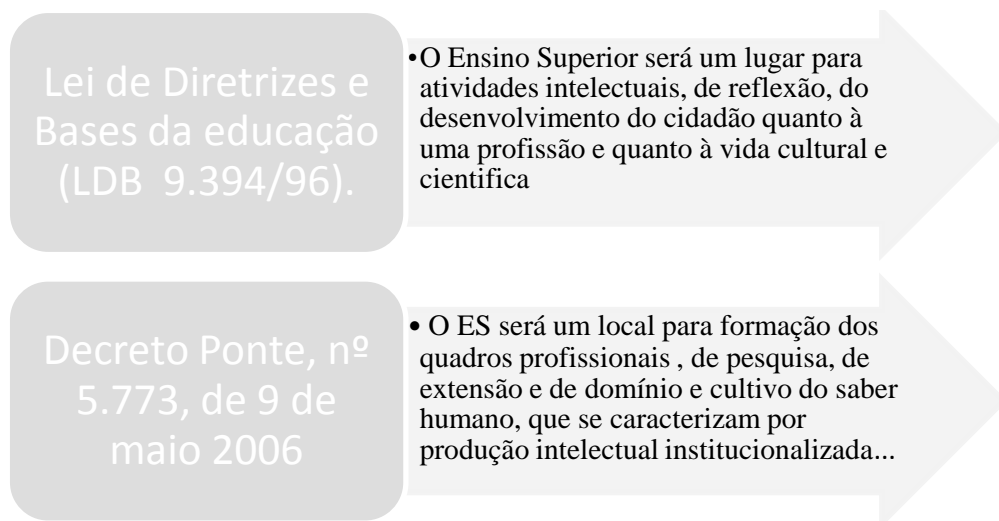 Lei de Diretrizes e
Bases da educação
(LDB 9.394/96).
•O Ensino Superior será um lugar para
atividades intelectuais, de reflexão, do
desenvolvimento do cidadão quanto à
uma profissão e quanto à vida cultural e
cientifica
Decreto Ponte, nº
5.773, de 9 de
maio 2006
• O ES será um local para formação dos
quadros profissionais , de pesquisa, de
extensão e de domínio e cultivo do saber
humano, que se caracterizam por
produção intelectual institucionalizada...